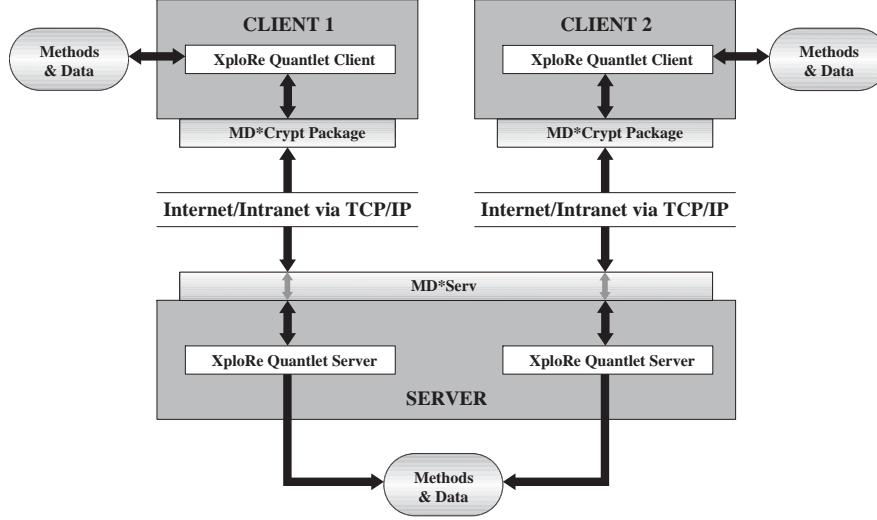 CLIENT 1
CLIENT 2
Methods
& Data
XploRe Quantlet Client
XploRe Quantlet Client
Methods
& Data
MD*Crypt Package
MD*Crypt Package
Internet/Intranet via TCP/IP
Internet/Intranet via TCP/IP
MD*Serv
XploRe Quantlet Server
XploRe Quantlet Server
SERVER
Methods
& Data